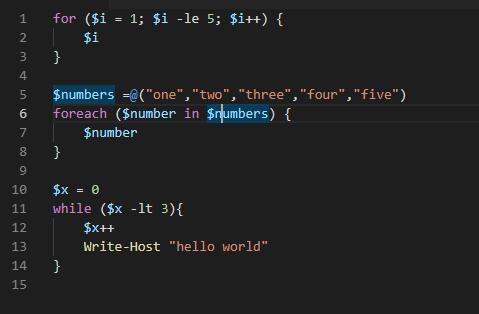 1 for ($i = 1; $i -le 5; $i++) {
2     $i
3 }
4
5 $numbers =@("one","two","three","four","five")
6 foreach ($number in $numbers) {
7     $number
8 }
9
10 $x = 0
11 while ($x -lt 3){
12     $x++
13     Write-Host "hello world"
14 }
15